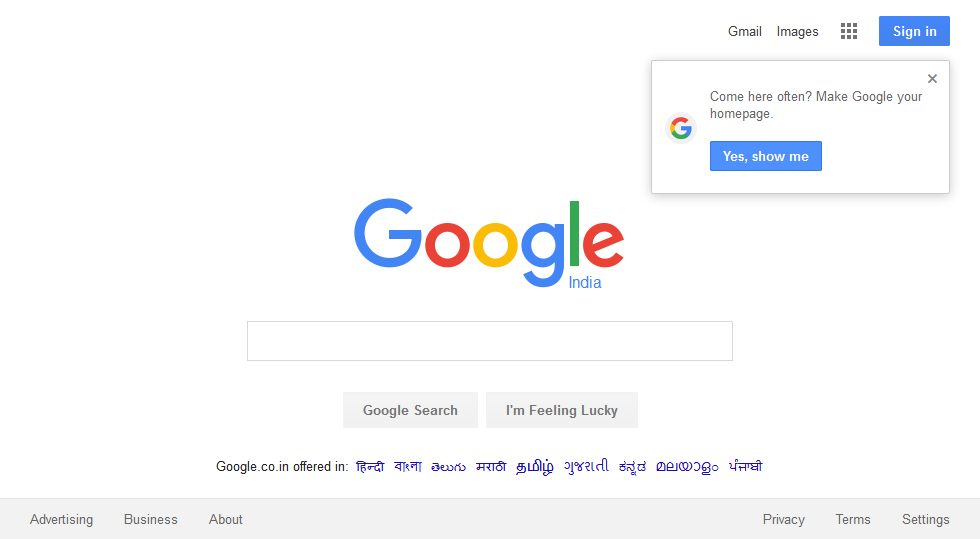 Gmail Images Sign in
Come here often? Make Google your
homepage.
Yes, show me
Google
India
Google Search I'm Feeling Lucky
Google.co.in offered in: हिन्दी বাংলা తెలుగు मराठी தமிழ் ગુજરાતી ಕನ್ನಡ മലയാളം ਪੰਜਾਬੀ
Advertising Business About Privacy Terms Settings